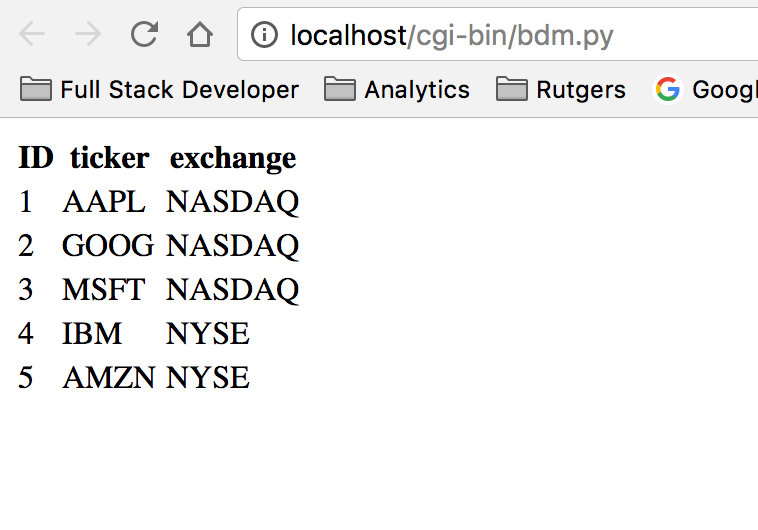 localhost/cgi-bin/bdm.py
Full Stack Developer Analytics Rutgers Googl
ID ticker exchange
1 AAPL NASDAQ
2 GOOG NASDAQ
3 MSFT NASDAQ
4 IBM NYSE
5 AMZN NYSE